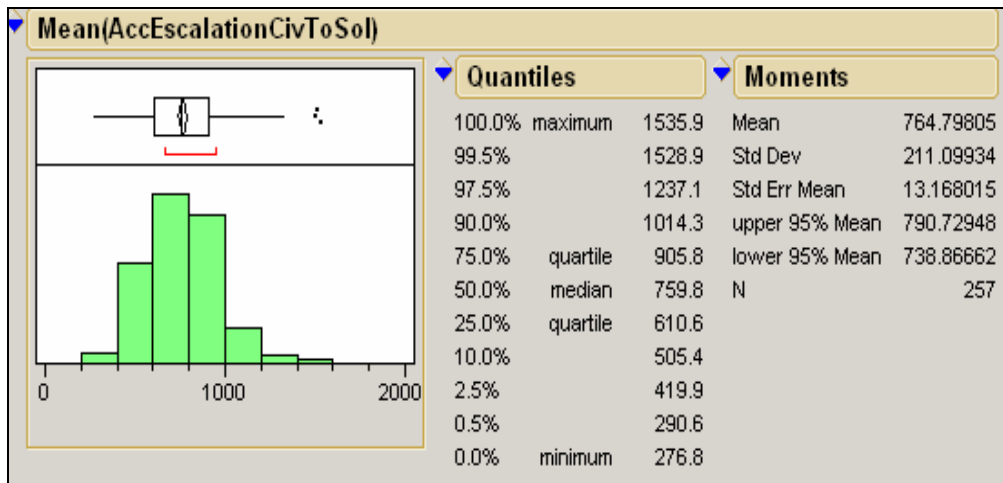 Mean(AccEscalationCivToSol)
0 1000 2000
Quantiles
100.0% maximum 1535.9
99.5% 1528.9
97.5% 1237.1
90.0% 1014.3
75.0% quartile 905.8
50.0% median 759.8
25.0% quartile 610.6
10.0% 505.4
2.5% 419.9
0.5% 290.6
0.0% minimum 276.8
Moments
Mean 764.79805
Std Dev 211.09934
Std Err Mean 13.168015
upper 95% Mean 790.72948
lower 95% Mean 738.86662
N 257